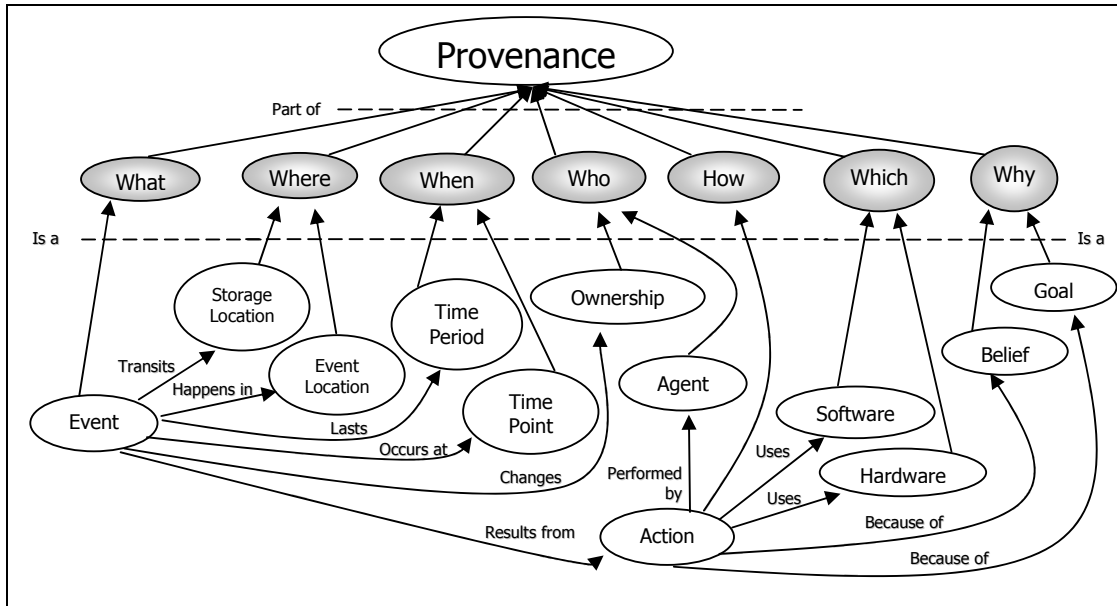 Provenance
Part of
What
Where
When
Who
How
Which
Why
Is a
Is a
Storage
Location
Time
Period
Ownership
Goal
Transits
Happens in
Event
Location
Agent
Belief
Event
Lasts
Time
Point
Software
Occurs at
Changes
Performed
by
Uses
Hardware
Uses
Results from
Action
Because of
Because of